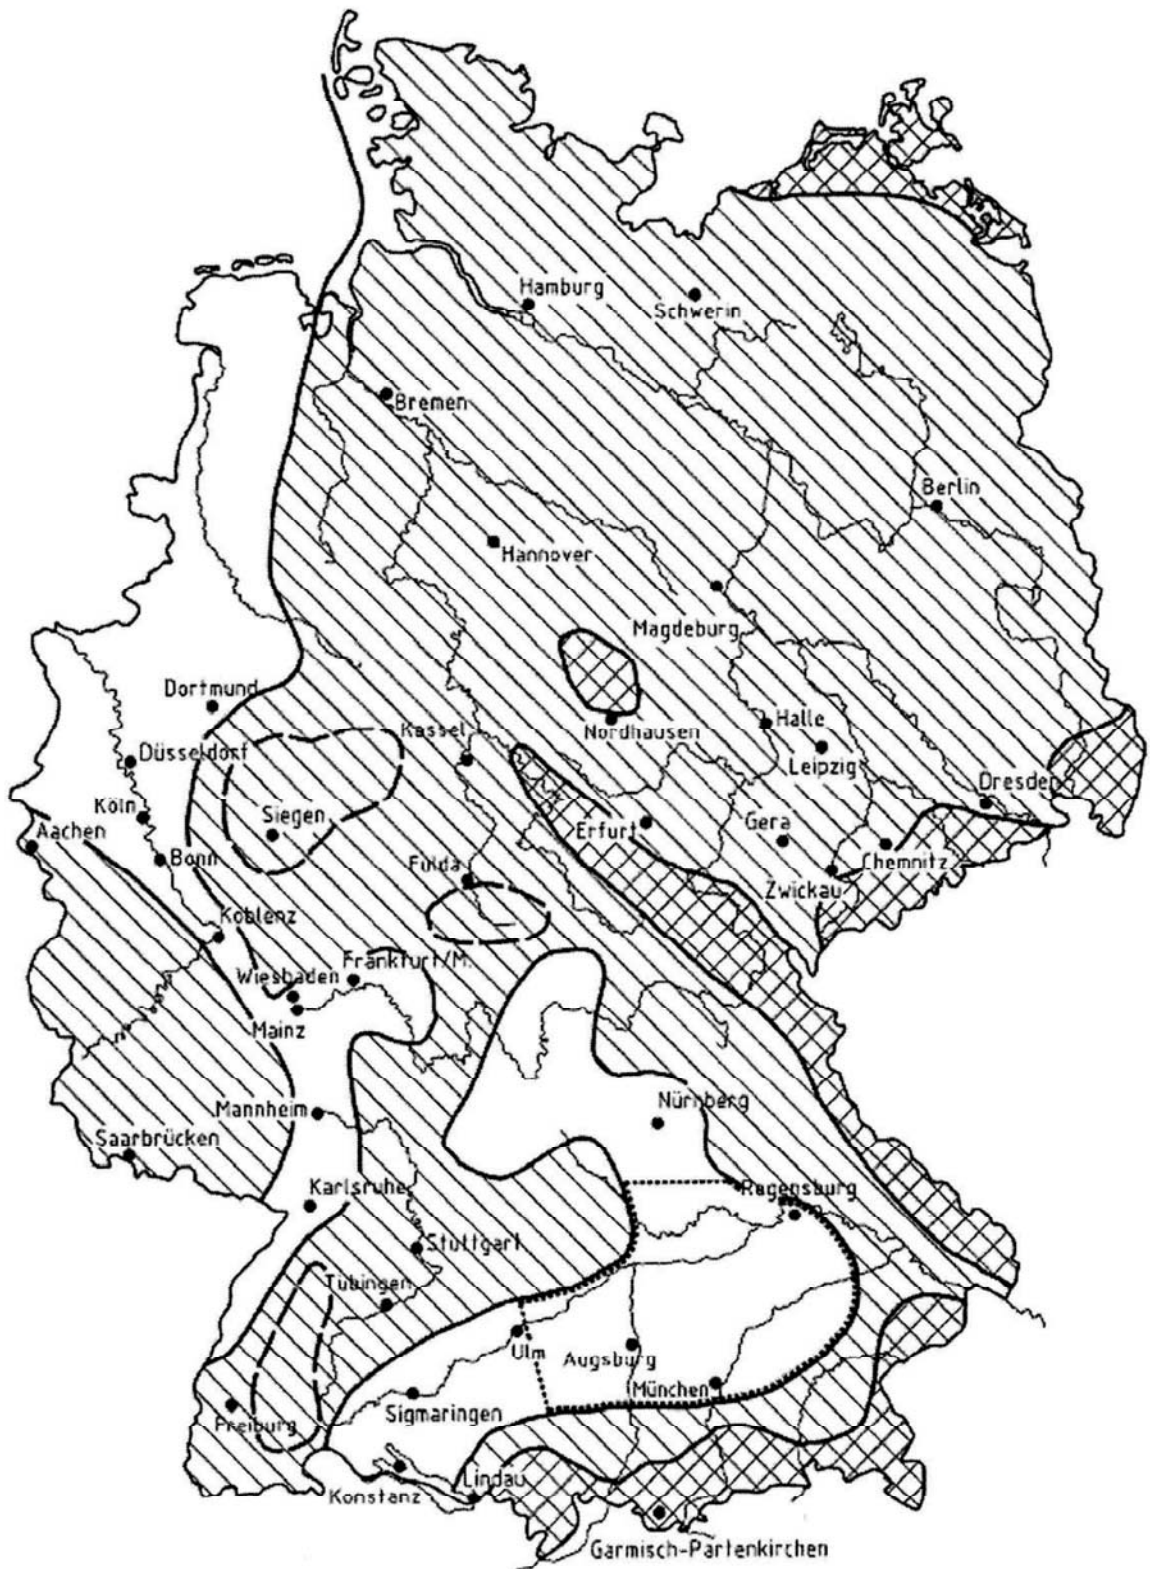 Hamburg
Schwerin
Bremen
Berlin
Hannover
Magdeburg
Dortmund
Nordhausen
Halle
Kassel
Leipzig
Düsseldorf
Dresden
Köln
Siegen
Erfurt
Gera
Aachen
Bonn
Fulda
Chemnitz
Zwickau
Koblenz
Wiesbaden
Frankfurt/M.
Mainz
Mannheim
Nürnberg
Saarbrücken
Karlsruhe
Regensburg
Stuttgart
Tübingen
Ulm
Augsburg
München
Sigmaringen
Freiburg
Lindau
Konstanz
Garmisch-Partenkirchen